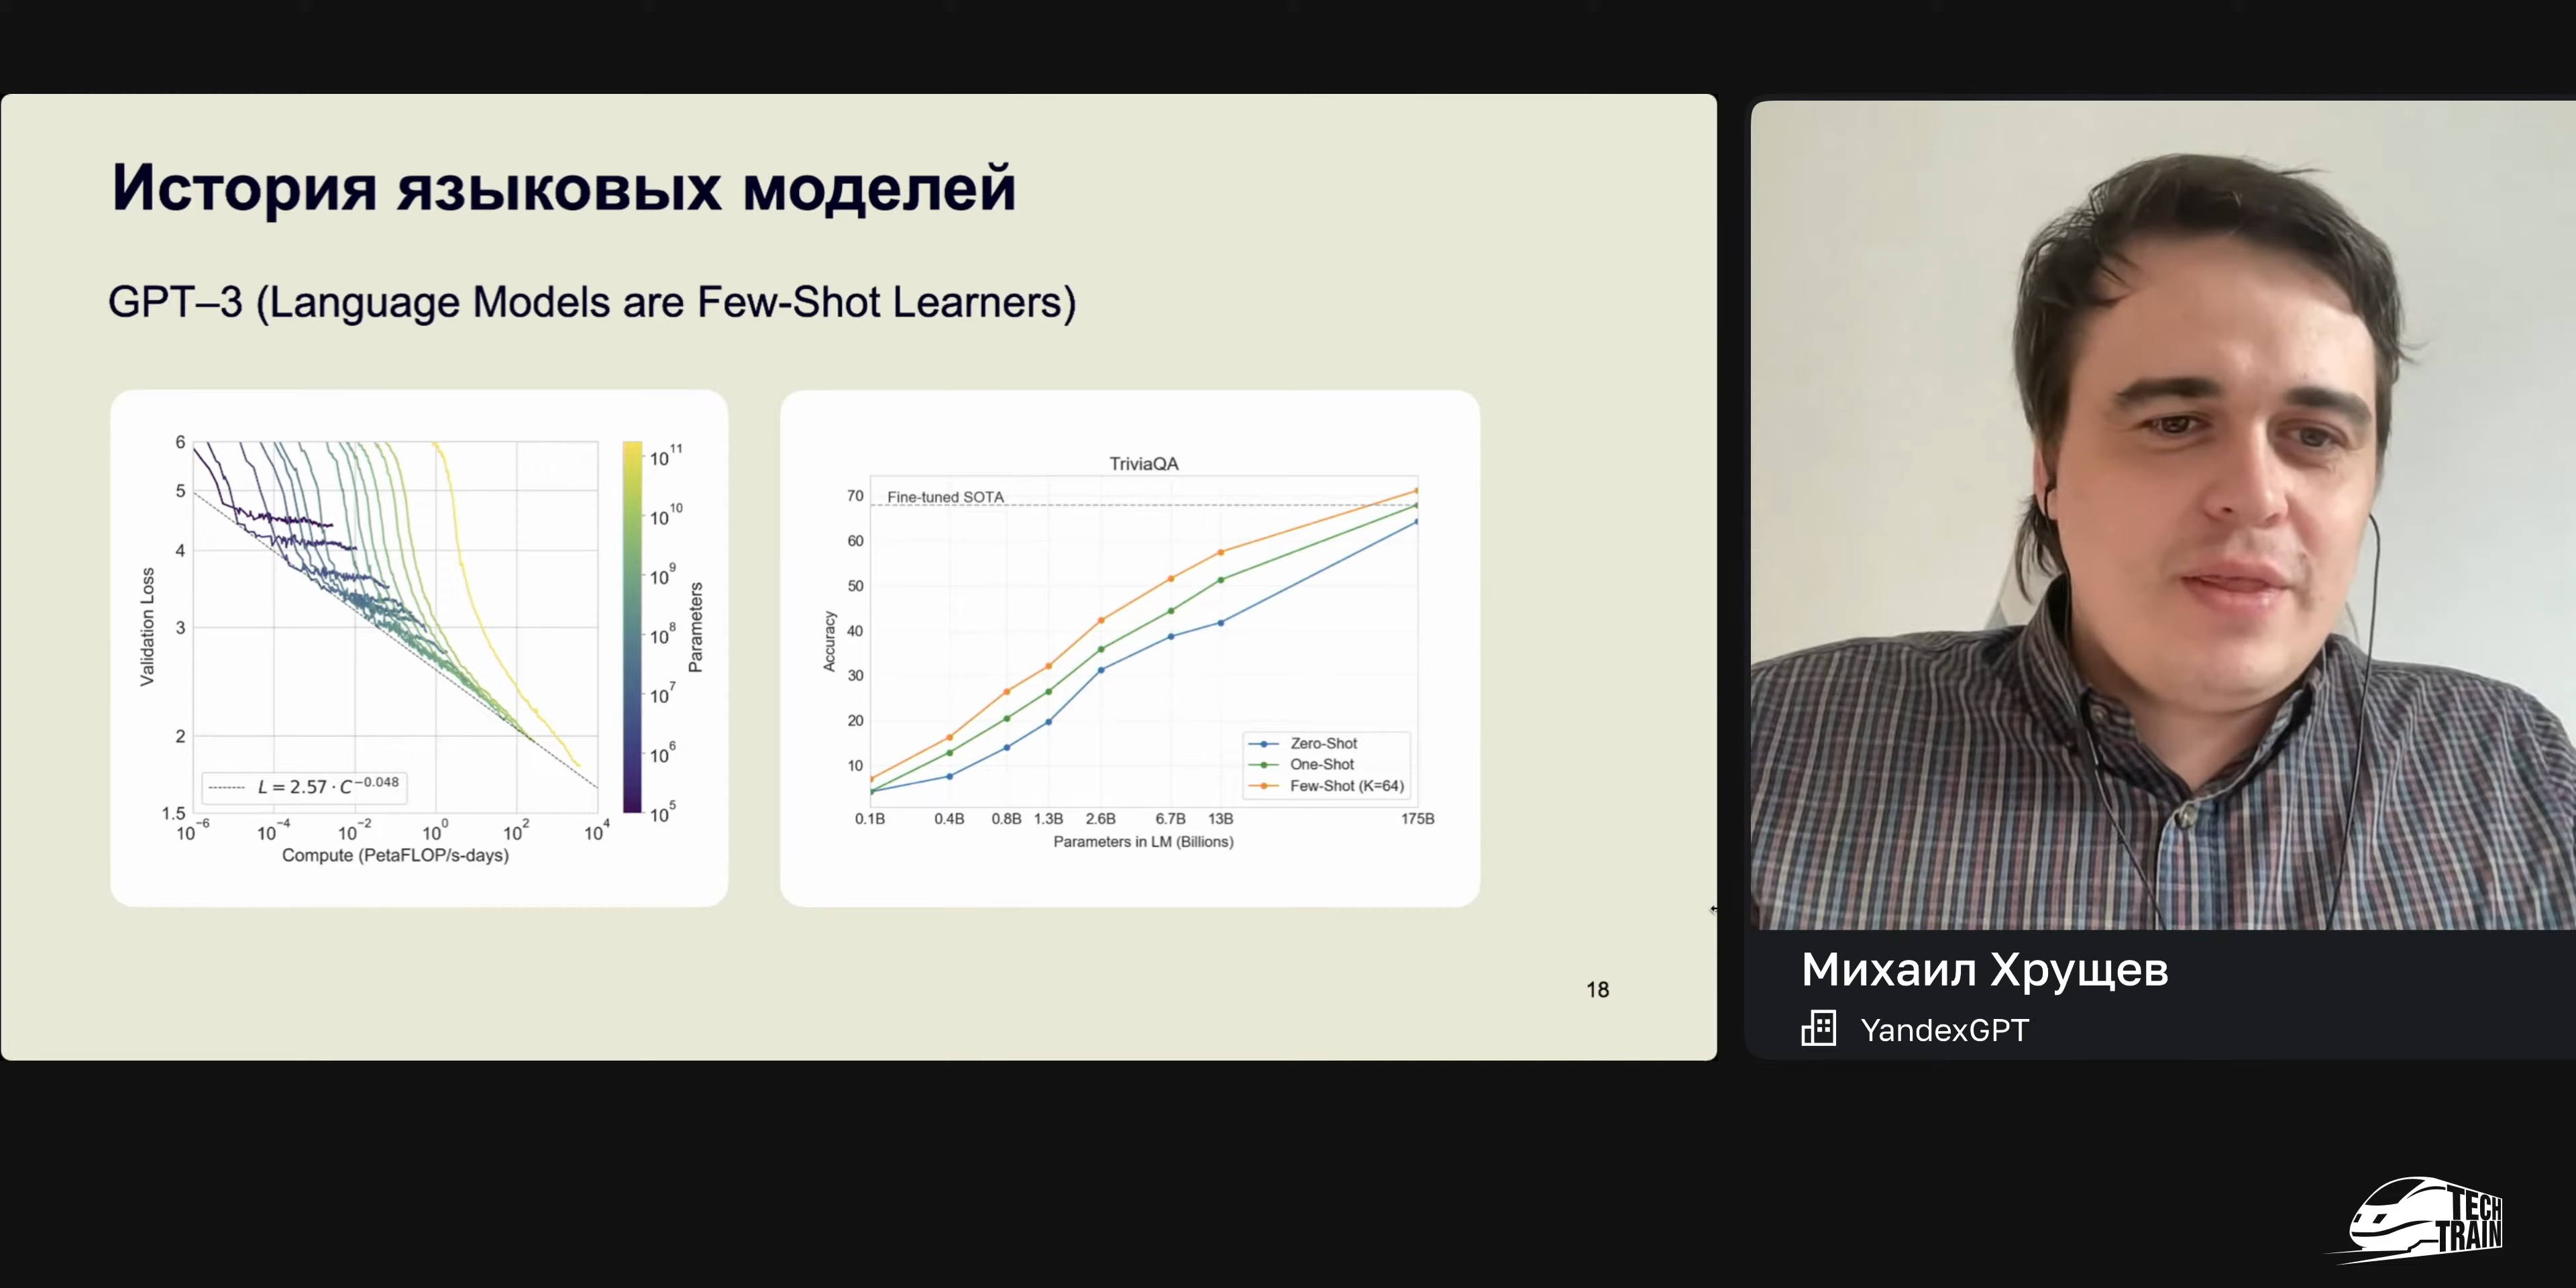 История языковых моделей
GPT–3 (Language Models are Few-Shot Learners)
6
5
4
3
2
1.5
Validation Loss
L = 2.57 · C^−0.048
10^−6 10^−4 10^−2 10^0 10^2 10^4
Compute (PetaFLOP/s-days)
10^11
10^10
10^9
10^8
10^7
10^6
10^5
Parameters
TriviaQA
Fine-tuned SOTA
70
60
50
40
30
20
10
Accuracy
Zero-Shot
One-Shot
Few-Shot (K=64)
0.1B 0.4B 0.8B 1.3B 2.6B 6.7B 13B 175B
Parameters in LM (Billions)
18
Михаил Хрущев
YandexGPT
TECH
TRAIN